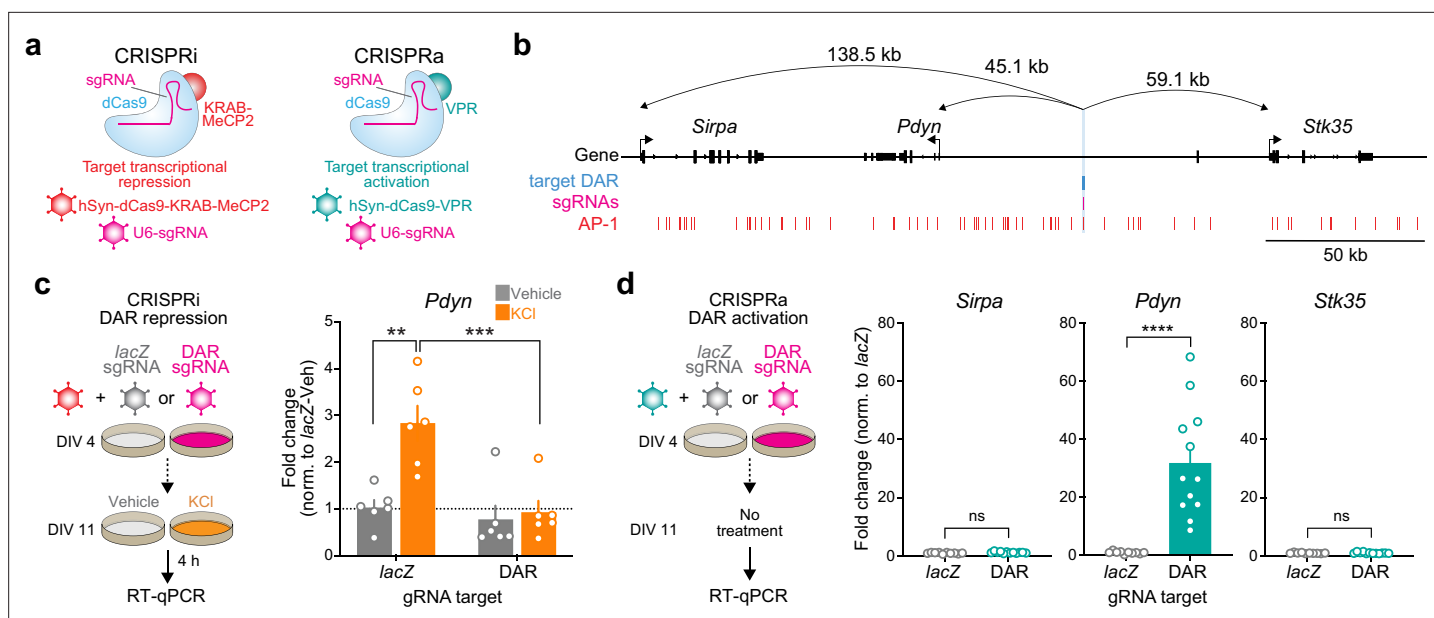 a
CRISPRi
sgRNA
dCas9
KRAB-
MeCP2
Target transcriptional
repression
hSyn-dCas9-KRAB-MeCP2
U6-sgRNA
CRISPRa
sgRNA
dCas9
VPR
Target transcriptional
activation
hSyn-dCas9-VPR
U6-sgRNA
b
138.5 kb
45.1 kb
59.1 kb
Sirpa
Pdyn
Stk35
Gene
target DAR
sgRNAs
AP-1
50 kb
c
CRISPRi
DAR repression
lacZ
sgRNA
DAR
sgRNA
+
or
DIV 4
Vehicle
KCl
DIV 11
4 h
RT-qPCR
Pdyn
Vehicle
KCl
Fold change
(norm. to lacZ-Veh)
5
4
3
2
1
0
**
***
lacZ
DAR
gRNA target
d
CRISPRa
DAR activation
lacZ
sgRNA
DAR
sgRNA
+
or
DIV 4
DIV 11
No
treatment
RT-qPCR
Fold change (norm. to lacZ)
Sirpa
80
60
40
20
0
ns
lacZ
DAR
Pdyn
80
60
40
20
0
****
lacZ
DAR
gRNA target
Stk35
80
60
40
20
0
ns
lacZ
DAR